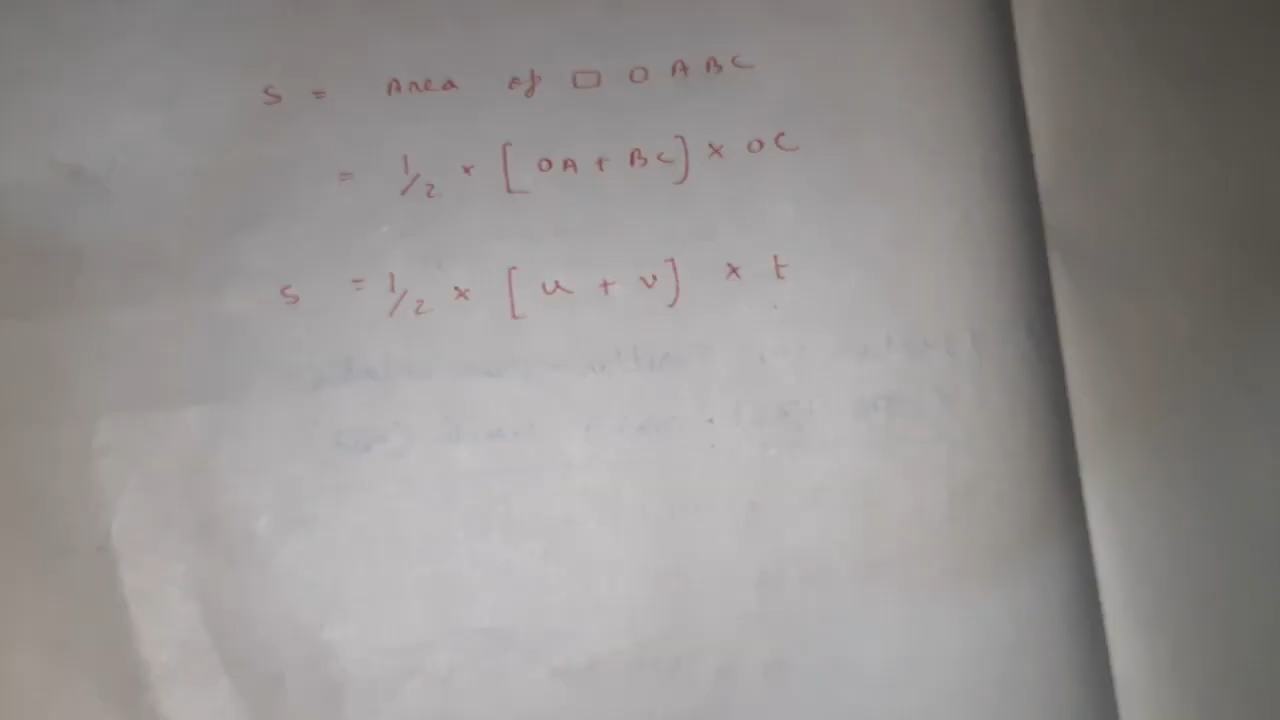 S = Area of □ OABC
= 1/2 × [OA + BC] × OC
S = 1/2 × [u + v] × t